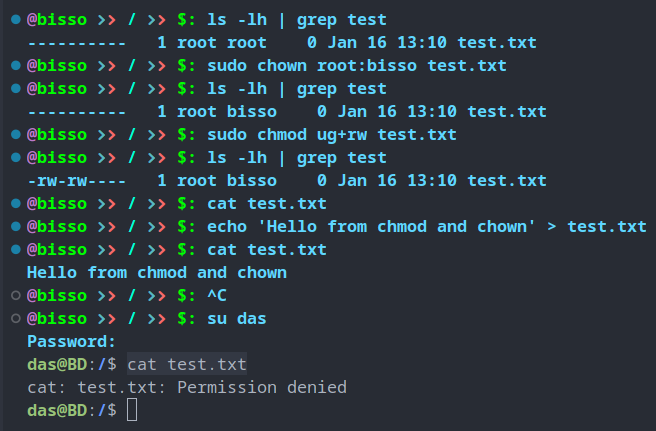 @bisso >> / >> $: ls -lh | grep test
----------   1 root root    0 Jan 16 13:10 test.txt
@bisso >> / >> $: sudo chown root:bisso test.txt
@bisso >> / >> $: ls -lh | grep test
----------   1 root bisso    0 Jan 16 13:10 test.txt
@bisso >> / >> $: sudo chmod ug+rw test.txt
@bisso >> / >> $: ls -lh | grep test
-rw-rw----   1 root bisso    0 Jan 16 13:10 test.txt
@bisso >> / >> $: cat test.txt
@bisso >> / >> $: echo 'Hello from chmod and chown' > test.txt
@bisso >> / >> $: cat test.txt
Hello from chmod and chown
@bisso >> / >> $: ^C
@bisso >> / >> $: su das
Password:
das@BD:/$ cat test.txt
cat: test.txt: Permission denied
das@BD:/$